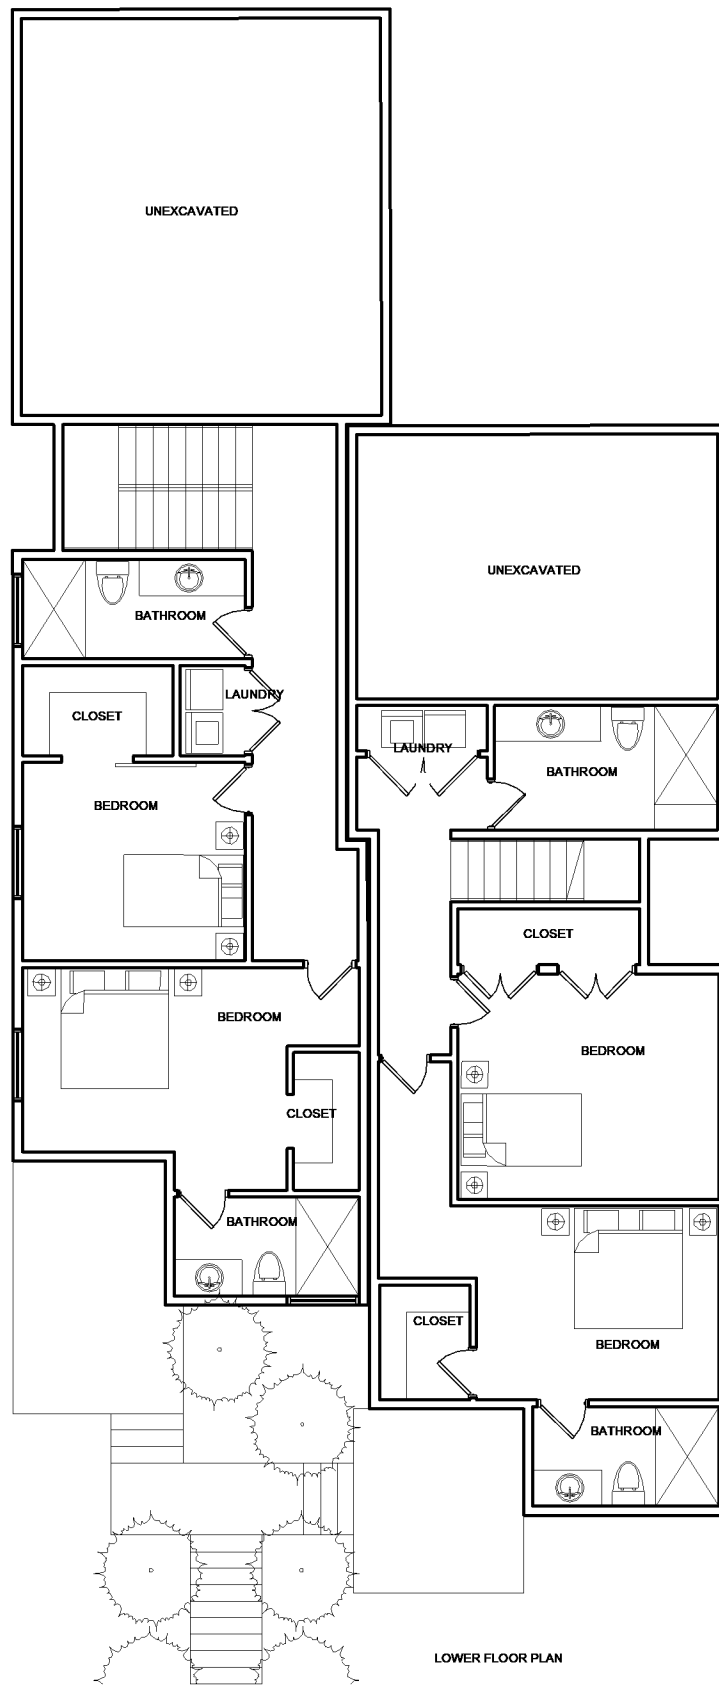 UNEXCAVATED
UNEXCAVATED
BATHROOM
LAUNDRY
CLOSET
LAUNDRY
BATHROOM
BEDROOM
CLOSET
BEDROOM
BEDROOM
CLOSET
BATHROOM
CLOSET
BEDROOM
BATHROOM
LOWER FLOOR PLAN